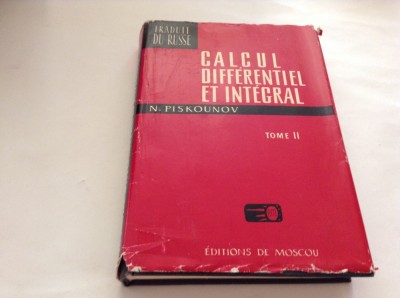 TRADUIT
DU RUSSE
CALCUL
DIFFÉRENTIEL
ET INTÉGRAL
N. PISKOUNOV
TOME II
ÉDITIONS DE MOSCOU